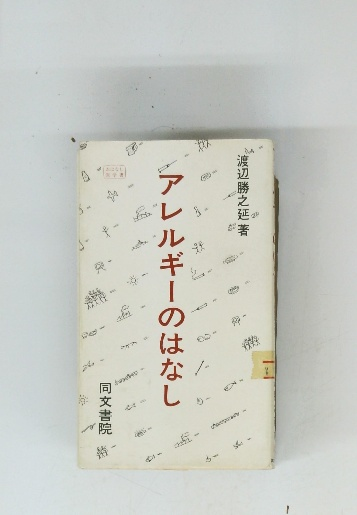 渡辺勝之延著
アレルギーのはなし
同文書院